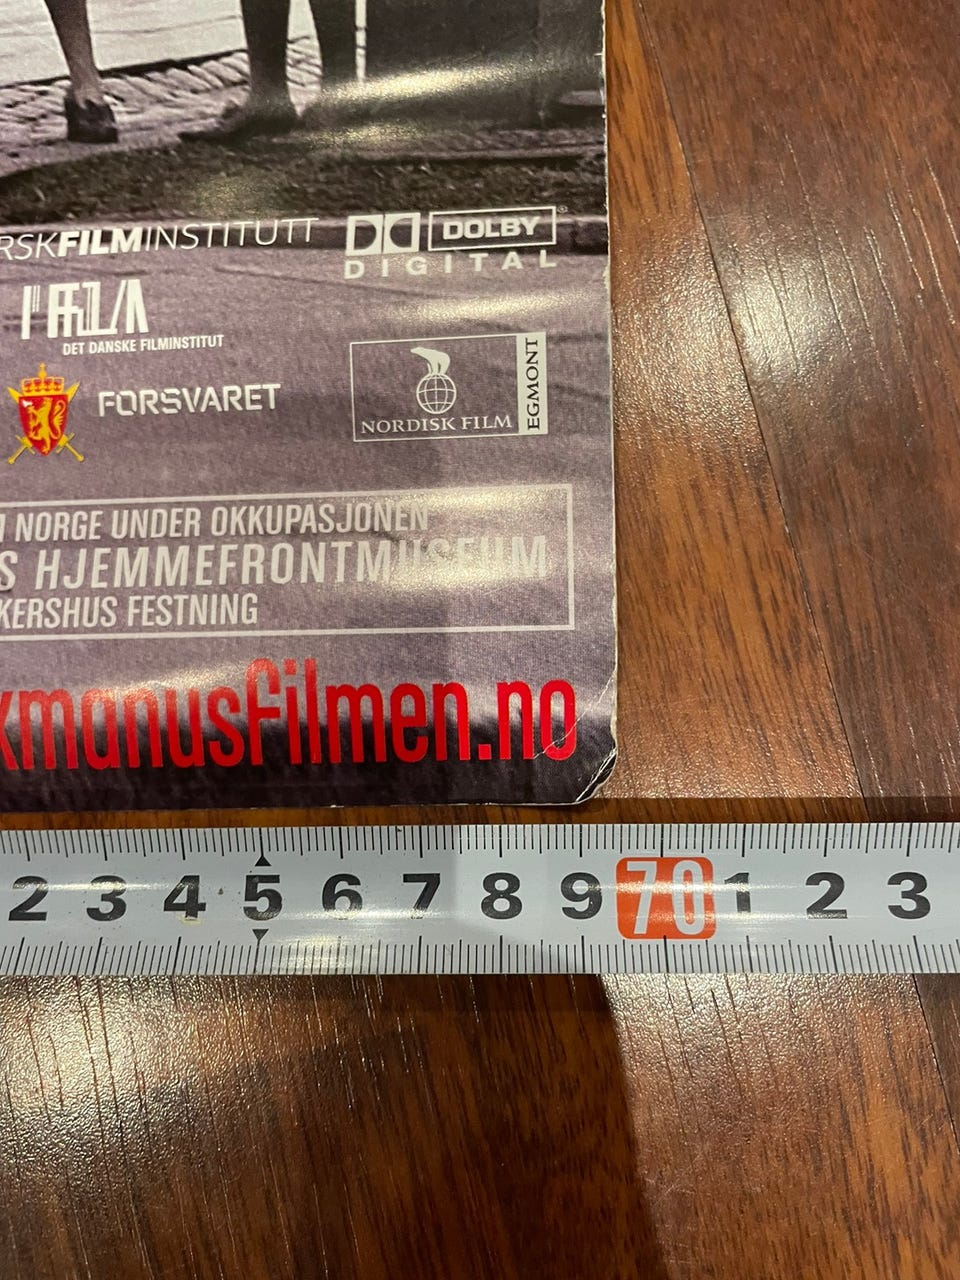 RSKFILMINSTITUTT
DOLBY
DIGITAL
DET DANSKE FILMINSTITUT
FORSVARET
NORDISK FILM
EGMONT
I NORGE UNDER OKKUPASJONEN
S HJEMMEFRONTMUSEUM
KERSHUS FESTNING
kmanusfilmen.no
2 3 4 5 6 7 8 9 70 1 2 3